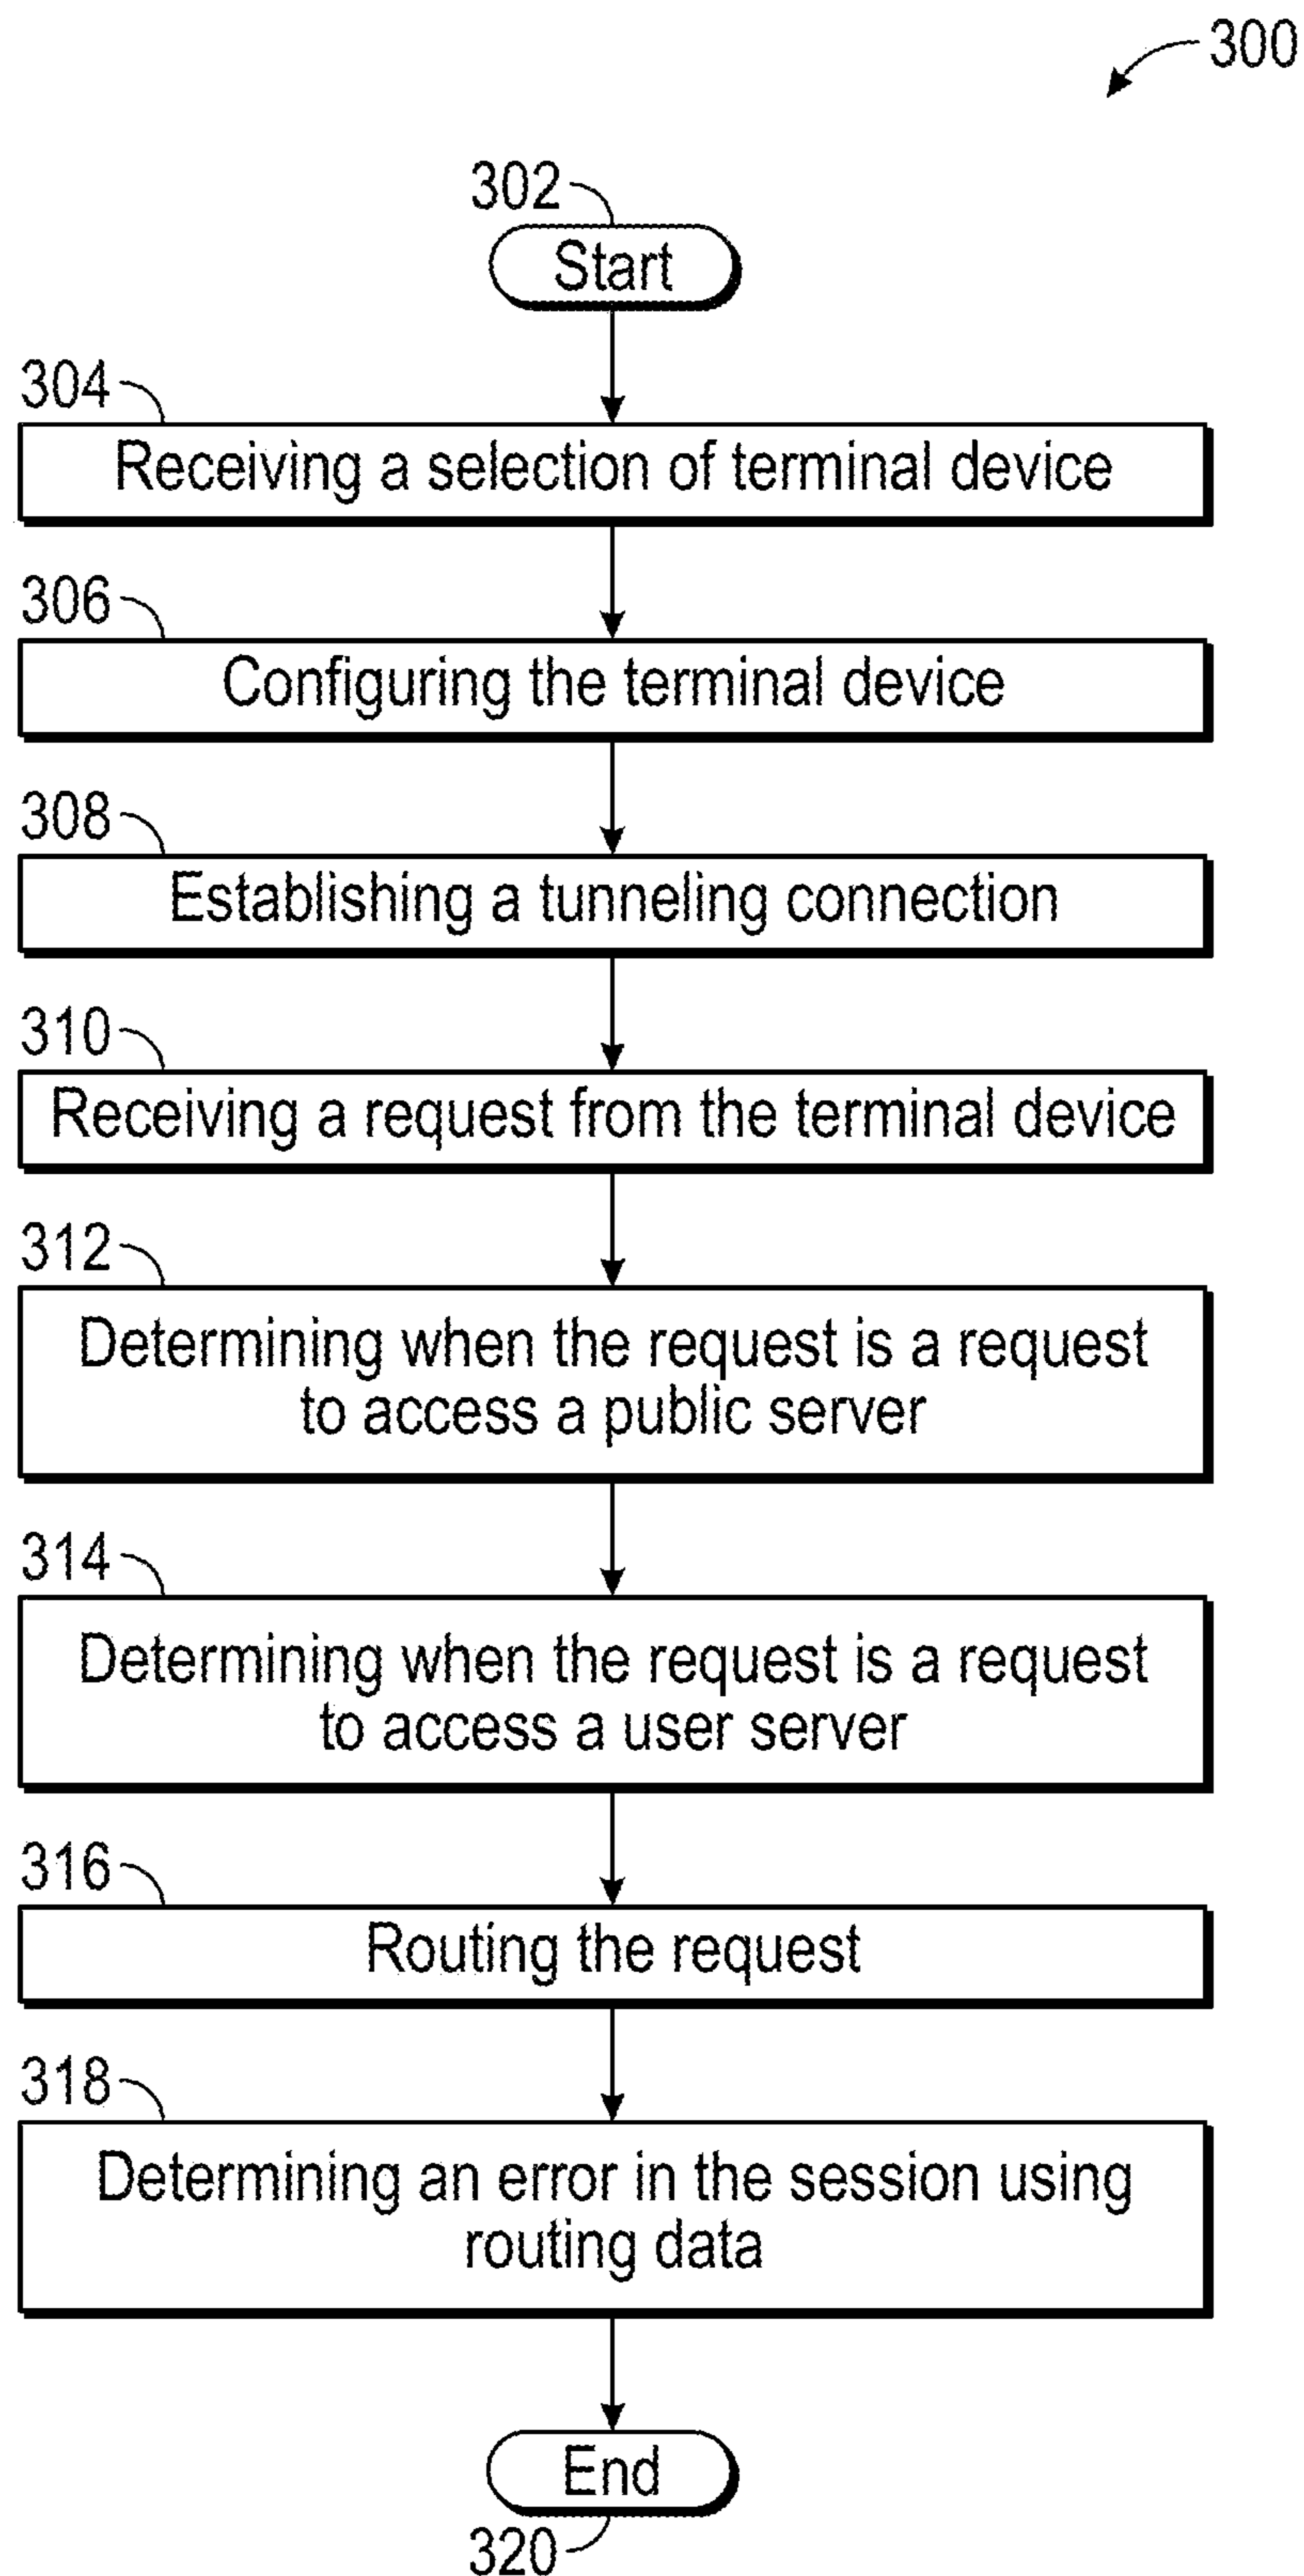 300
302
Start
304
Receiving a selection of terminal device
306
Configuring the terminal device
308
Establishing a tunneling connection
310
Receiving a request from the terminal device
312
Determining when the request is a request
to access a public server
314
Determining when the request is a request
to access a user server
316
Routing the request
318
Determining an error in the session using
routing data
End
320